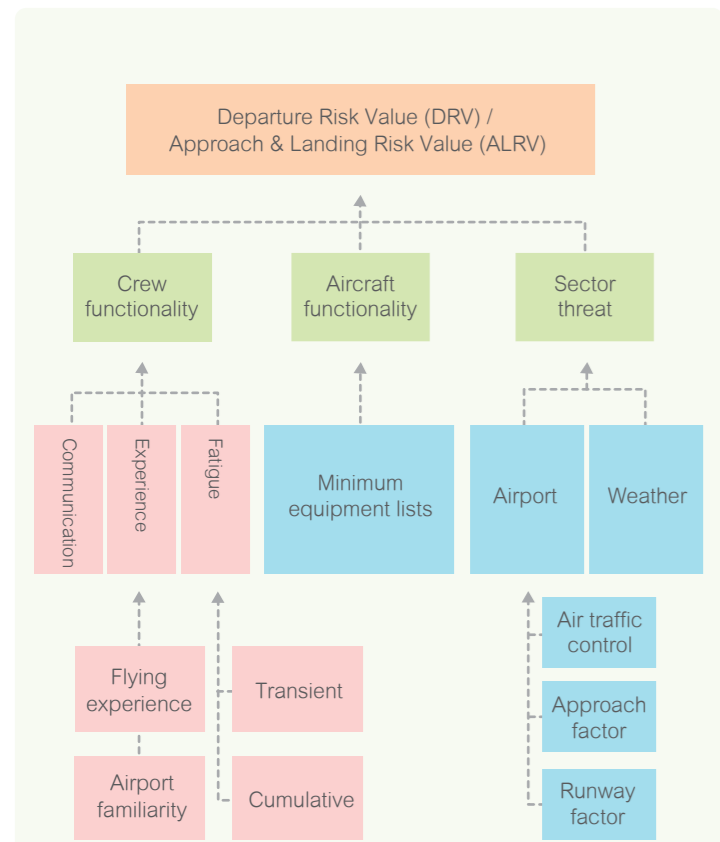 Departure Risk Value (DRV) /
Approach & Landing Risk Value (ALRV)
Crew
functionality
Aircraft
functionality
Sector
threat
Communication
Experience
Fatigue
Minimum
equipment lists
Airport
Weather
Flying
experience
Transient
Air traffic
control
Approach
factor
Airport
familiarity
Cumulative
Runway
factor